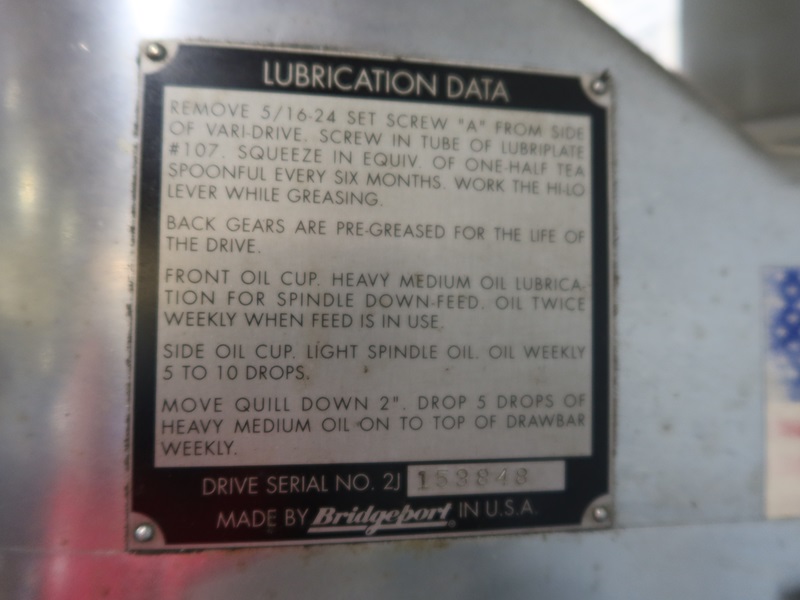 LUBRICATION DATA
REMOVE 5/16-24 SET SCREW "A" FROM SIDE
OF VARI-DRIVE. SCREW IN TUBE OF LUBRIPLATE
#107. SQUEEZE IN EQUIV. OF ONE-HALF TEA
SPOONFUL EVERY SIX MONTHS. WORK THE HI-LO
LEVER WHILE GREASING.
BACK GEARS ARE PRE-GREASED FOR THE LIFE OF
THE DRIVE.
FRONT OIL CUP. HEAVY MEDIUM OIL LUBRICA-
TION FOR SPINDLE DOWN-FEED. OIL TWICE
WEEKLY WHEN FEED IS IN USE.
SIDE OIL CUP. LIGHT SPINDLE OIL. OIL WEEKLY
5 TO 10 DROPS.
MOVE QUILL DOWN 2". DROP 5 DROPS OF
HEAVY MEDIUM OIL ON TO TOP OF DRAWBAR
WEEKLY.
DRIVE SERIAL NO. 2J 153848
MADE BY Bridgeport® IN U.S.A.